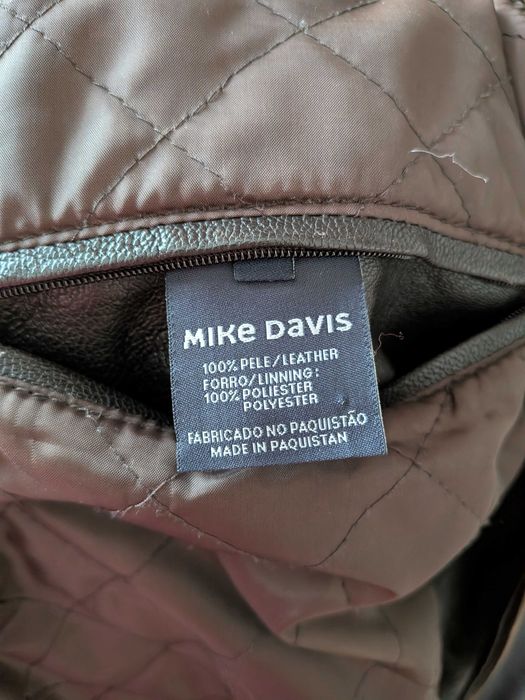 MIKe DaVIS
100% PELE/LEATHER
FORRO/LINNING:
100% POLIESTER
POLYESTER
FABRICADO NO PAQUISTÃO
MADE IN PAQUISTAN